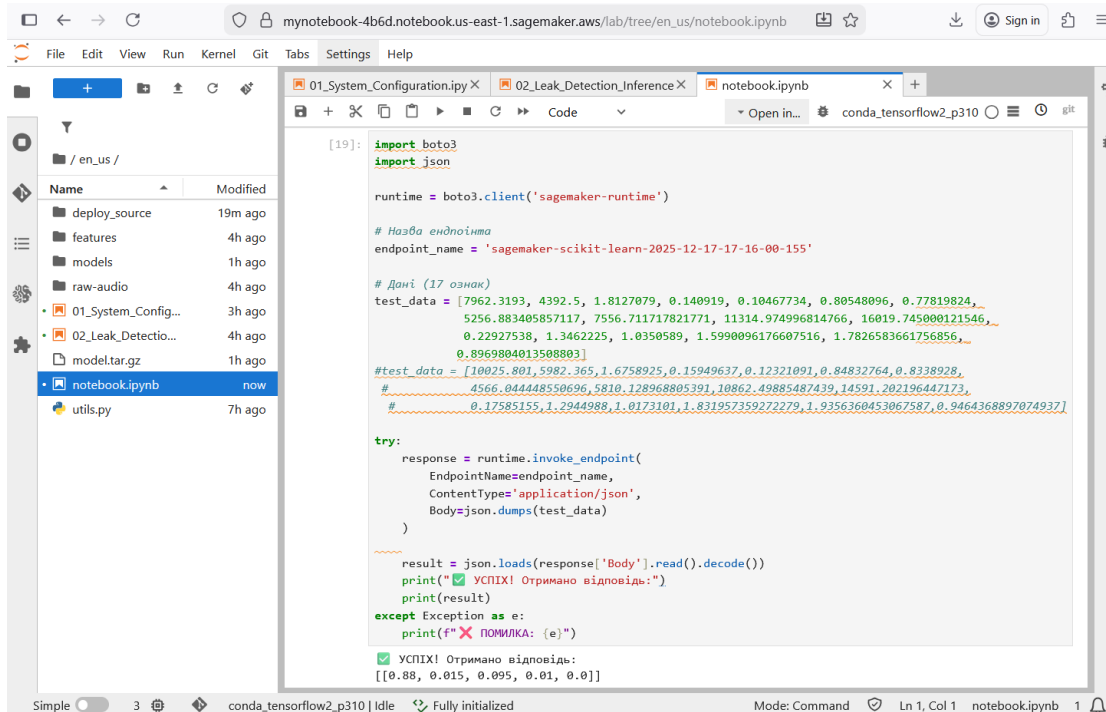 mynotebook-4b6d.notebook.us-east-1.sagemaker.aws/lab/tree/en_us/notebook.ipynb
Sign in
File Edit View Run Kernel Git Tabs Settings Help
01_System_Configuration.ipy
02_Leak_Detection_Inference
notebook.ipynb
Code
Open in...
conda_tensorflow2_p310
git
/ en_us /
Name Modified
deploy_source 19m ago
features 4h ago
models 1h ago
raw-audio 4h ago
01_System_Config... 3h ago
02_Leak_Detectio... 4h ago
model.tar.gz 1h ago
notebook.ipynb now
utils.py 7h ago
[19]: import boto3
import json
runtime = boto3.client('sagemaker-runtime')
# Назва ендпоінта
endpoint_name = 'sagemaker-scikit-learn-2025-12-17-17-16-00-155'
# Дані (17 ознак)
test_data = [7962.3193, 4392.5, 1.8127079, 0.140919, 0.10467734, 0.80548096, 0.77819824,
5256.883405857117, 7556.711717821771, 11314.974996814766, 16019.745000121546,
0.22927538, 1.3462225, 1.0350589, 1.5990096176607516, 1.7826583661756856,
0.8969804013508803]
#test_data = [10025.801,5982.365,1.6758925,0.15949637,0.12321091,0.84832764,0.8338928,
# 4566.044448550696,5810.128968805391,10862.49885487439,14591.202196447173,
# 0.17585155,1.2944988,1.0173101,1.831957359272279,1.9356360453067587,0.9464368897074937]
try:
response = runtime.invoke_endpoint(
EndpointName=endpoint_name,
ContentType='application/json',
Body=json.dumps(test_data)
)
result = json.loads(response['Body'].read().decode())
print("✅ УСПІХ! Отримано відповідь:")
print(result)
except Exception as e:
print(f"❌ ПОМИЛКА: {e}")
✅ УСПІХ! Отримано відповідь:
[[0.88, 0.015, 0.095, 0.01, 0.0]]
Simple 3 conda_tensorflow2_p310 | Idle Fully initialized Mode: Command Ln 1, Col 1 notebook.ipynb 1